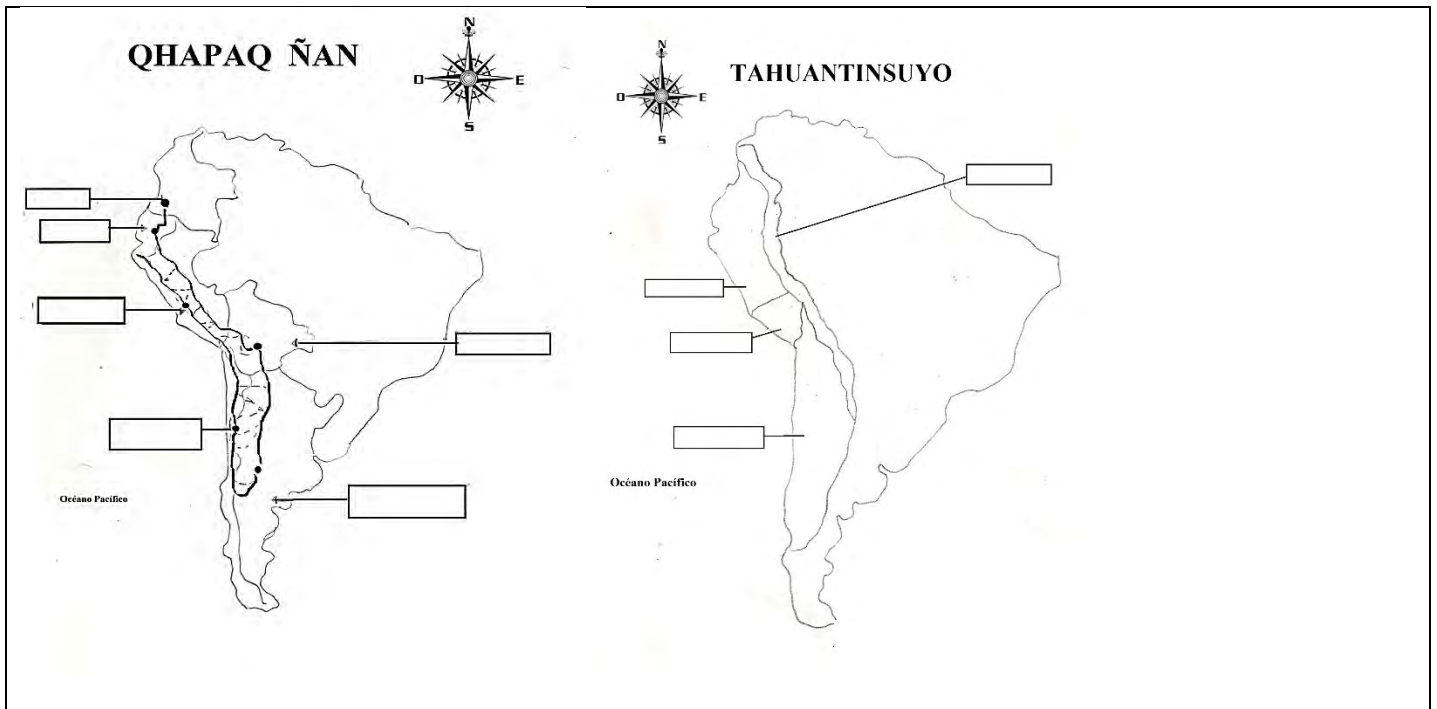 QHAPAQ ÑAN
N
O E
S
Océano Pacífico
N
O E
S
TAHUANTINSUYO
Océano Pacífico